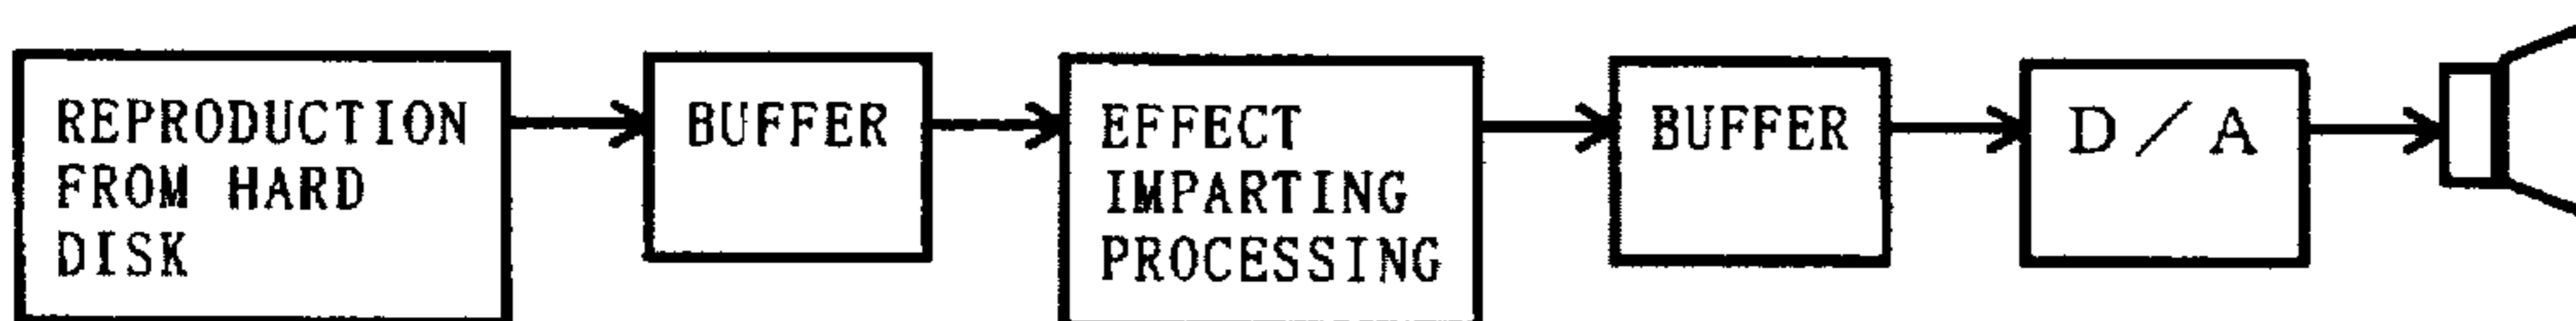 REPRODUCTION
FROM HARD
DISK
BUFFER
EFFECT
IMPARTING
PROCESSING
BUFFER
D／A